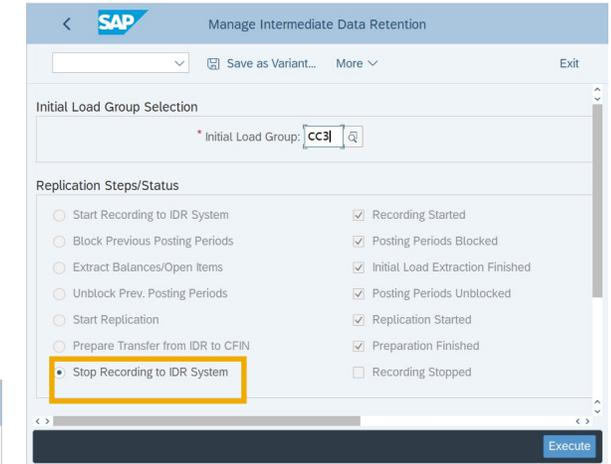 SAP Manage Intermediate Data Retention
Save as Variant... More Exit
Initial Load Group Selection
* Initial Load Group: CC3
Replication Steps/Status
Start Recording to IDR System Recording Started
Block Previous Posting Periods Posting Periods Blocked
Extract Balances/Open Items Initial Load Extraction Finished
Unblock Prev. Posting Periods Posting Periods Unblocked
Start Replication Replication Started
Prepare Transfer from IDR to CFIN Preparation Finished
Stop Recording to IDR System Recording Stopped
Execute